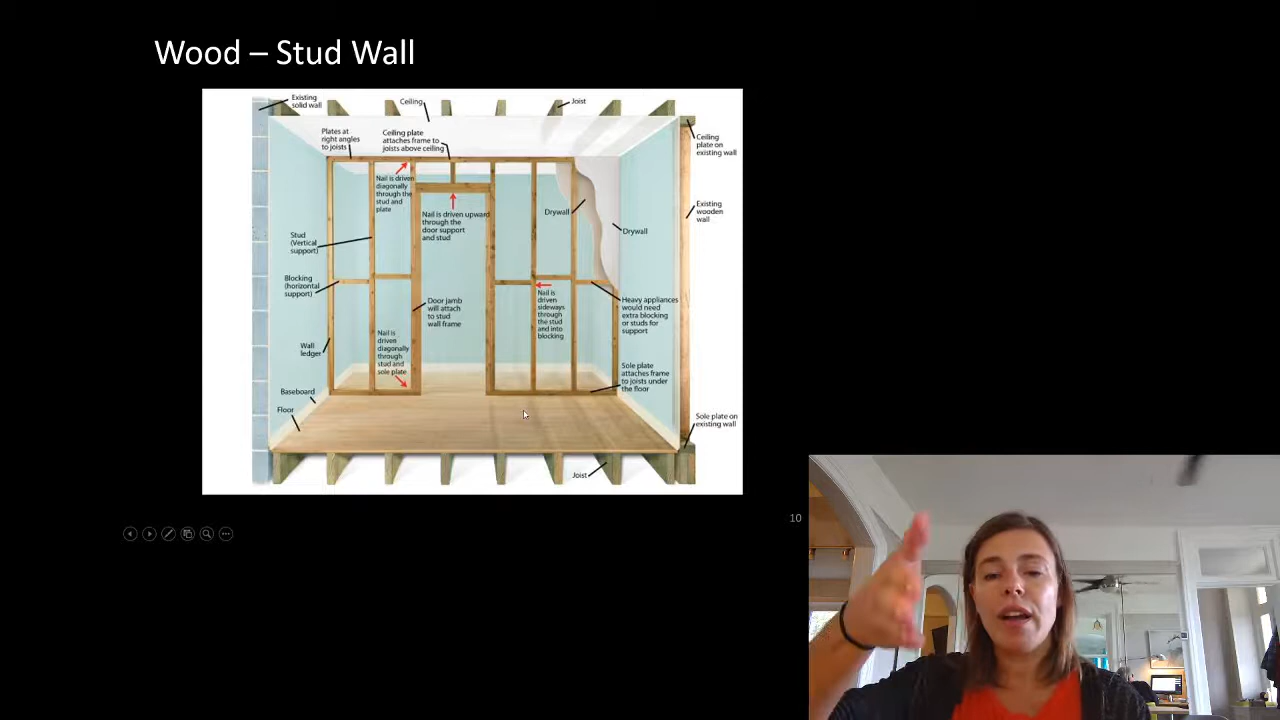 Wood – Stud Wall
Existing
solid wall
Ceiling
Joist
Plates at
right angles
to joists
Ceiling plate
attaches frame to
joists above ceiling
Ceiling
plate on
existing wall
Nail is driven
diagonally
through the
stud and
plate
Nail is driven upward
through the
door support
and stud
Drywall
Drywall
Existing
wooden
wall
Stud
(Vertical
support)
Blocking
(horizontal
support)
Door jamb
will attach
to stud
wall frame
Nail is
driven
sideways
through
the stud
and into
blocking
Heavy appliances
would need
extra blocking
or studs for
support
Wall
ledger
Nail is
driven
diagonally
through
stud and
sole plate
Sole plate
attaches frame
to joists under
the floor
Baseboard
Floor
Sole plate on
existing wall
Joist
10